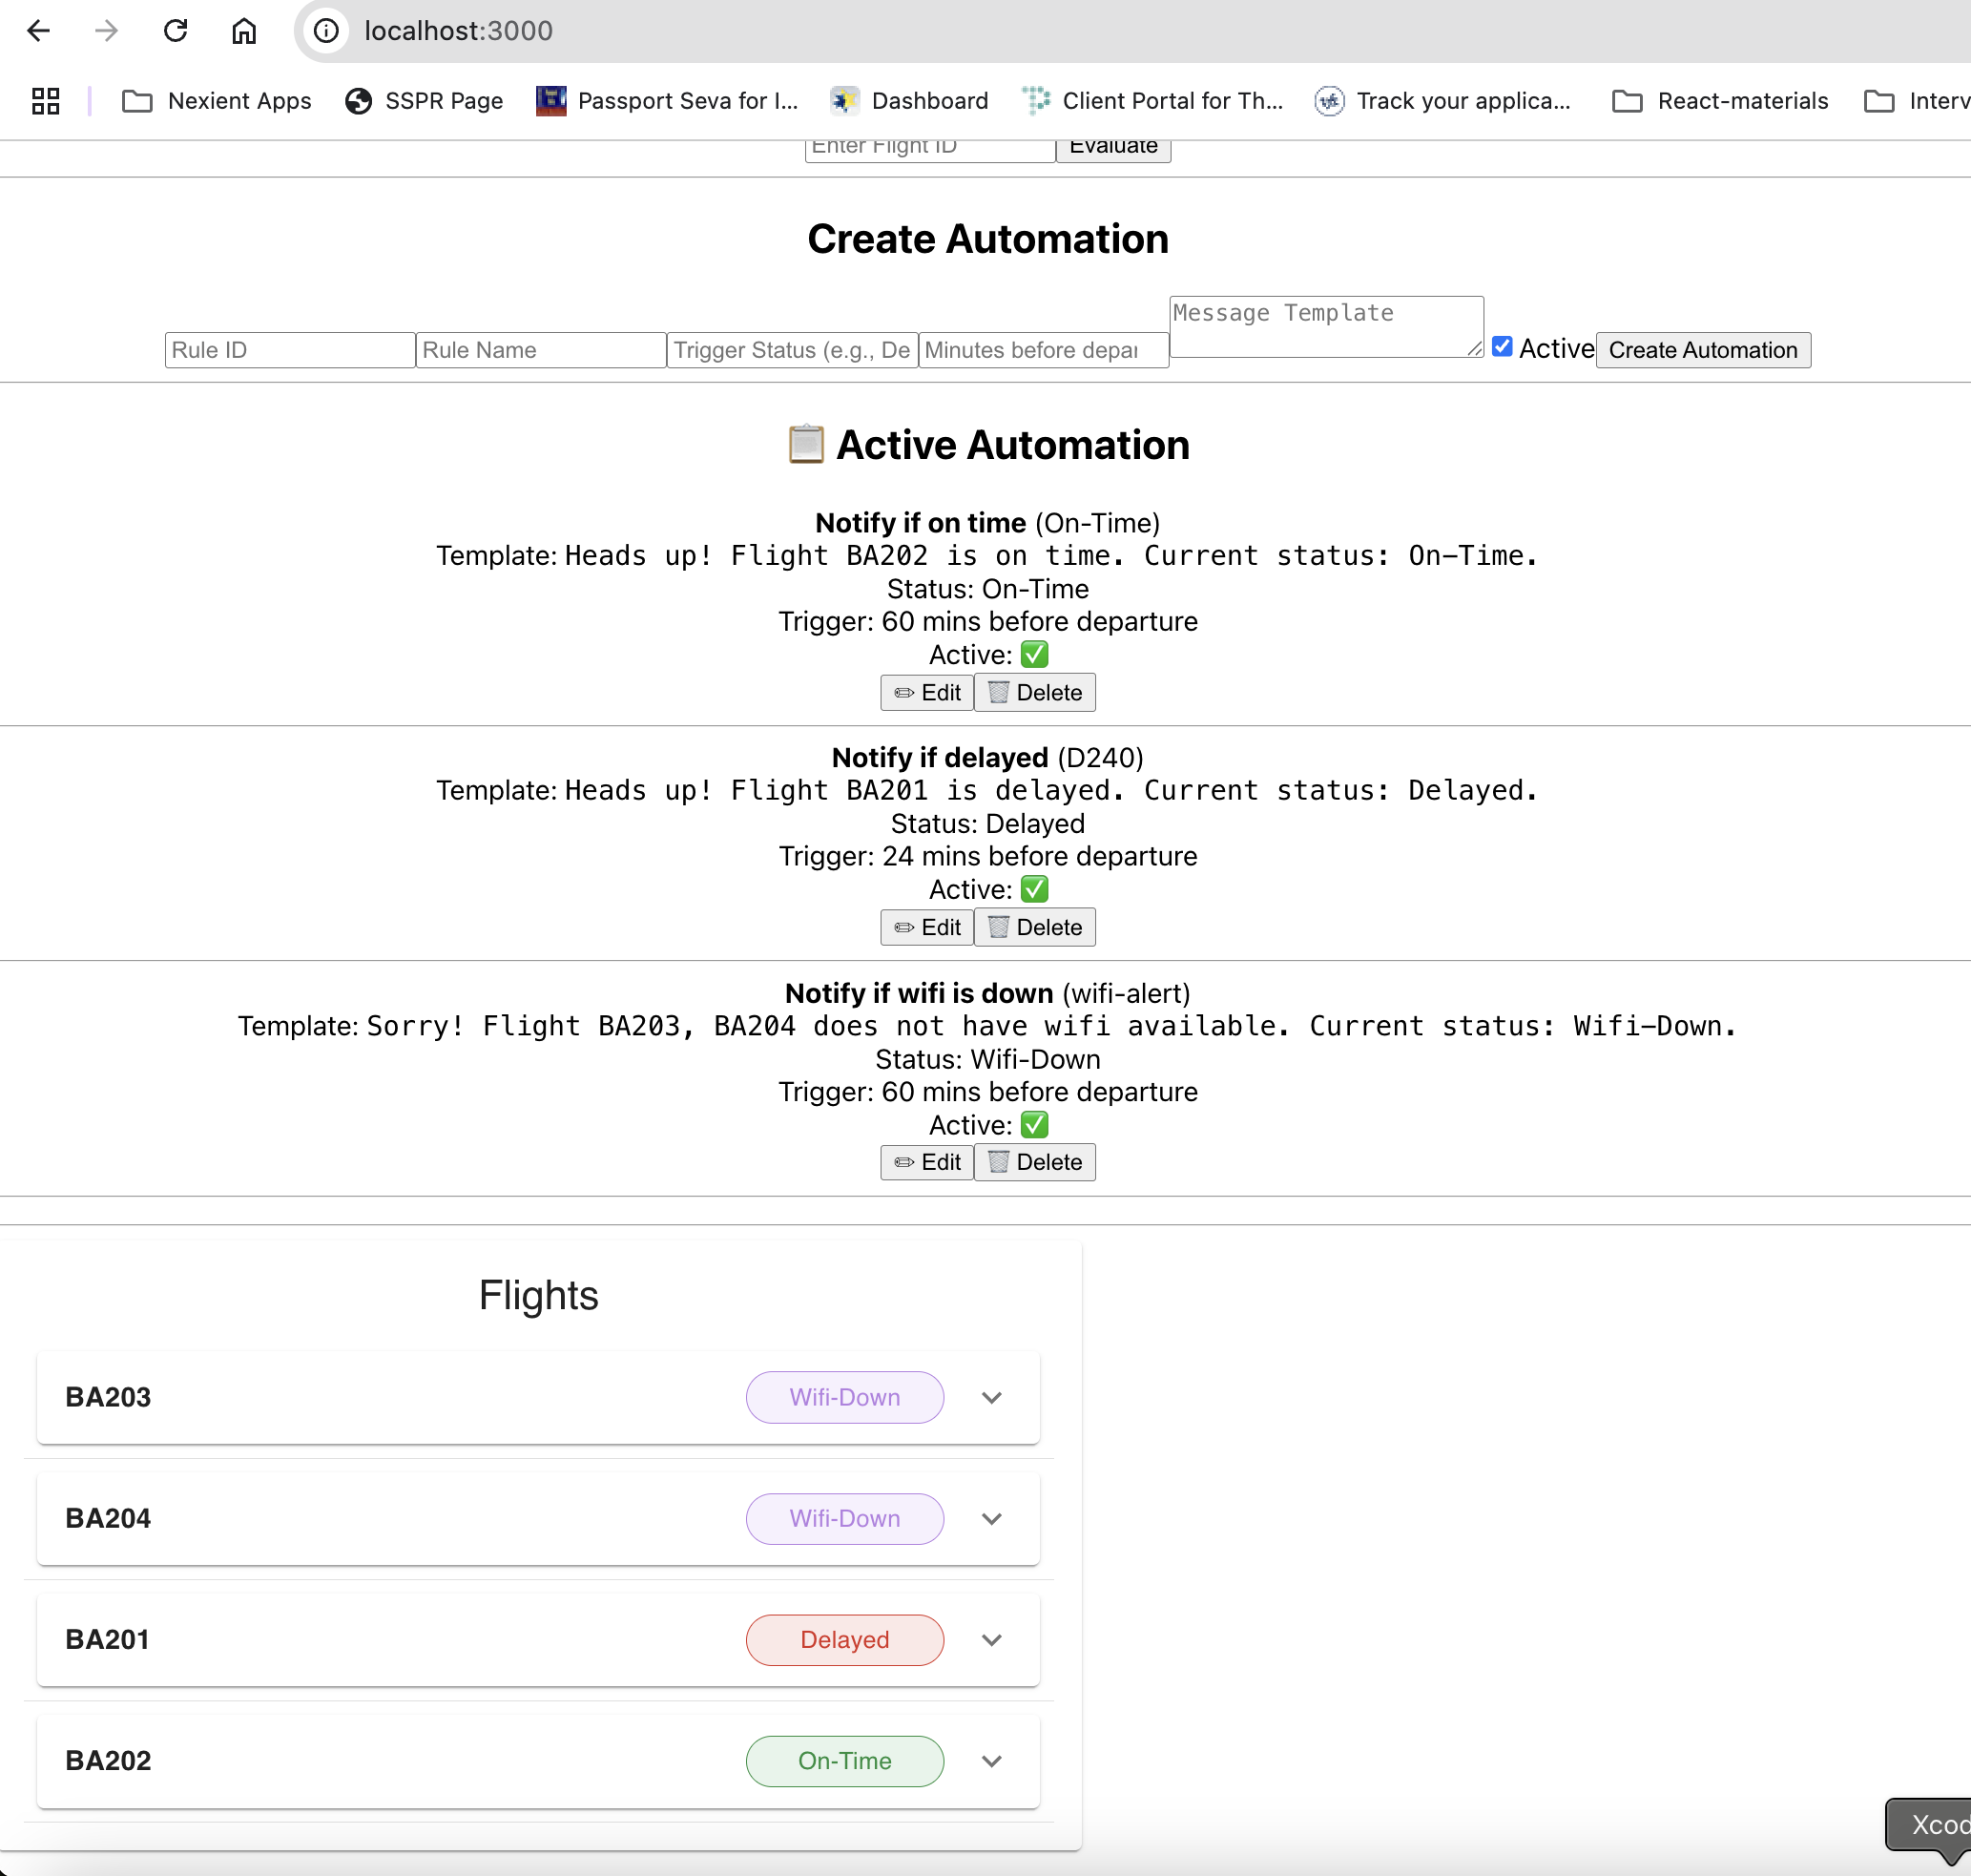 localhost:3000
Nexient Apps SSPR Page Passport Seva for I... Dashboard Client Portal for Th... Track your applica... React-materials Interv
Enter Flight ID Evaluate
Create Automation
Rule ID Rule Name Trigger Status (e.g., De Minutes before depar Message Template Active Create Automation
Active Automation
Notify if on time (On-Time)
Template: Heads up! Flight BA202 is on time. Current status: On-Time.
Status: On-Time
Trigger: 60 mins before departure
Active: ✅
Edit Delete
Notify if delayed (D240)
Template: Heads up! Flight BA201 is delayed. Current status: Delayed.
Status: Delayed
Trigger: 24 mins before departure
Active: ✅
Edit Delete
Notify if wifi is down (wifi-alert)
Template: Sorry! Flight BA203, BA204 does not have wifi available. Current status: Wifi-Down.
Status: Wifi-Down
Trigger: 60 mins before departure
Active: ✅
Edit Delete
Flights
BA203 Wifi-Down
BA204 Wifi-Down
BA201 Delayed
BA202 On-Time
Xcod